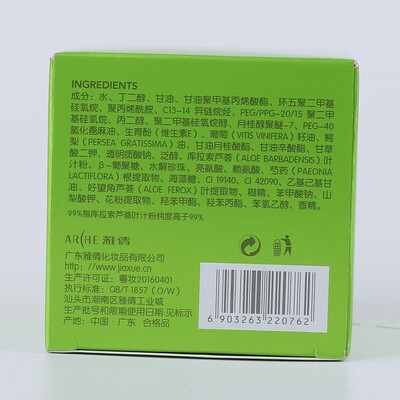 INGREDIENTS
成分：水、丁二醇、甘油、甘油聚甲基丙烯酸酯、环五聚二甲基
硅氧烷、聚丙烯酰胺、C13-14 异链烷烃、PEG/PPG-20/15 聚二甲
基硅氧烷、丙二醇、聚二甲基硅氧烷醇、月桂醇聚醚-7、PEG-40
氢化蓖麻油、生育酚（维生素E）、葡萄（VITIS VINIFERA）籽油、鳄
梨（PERSEA GRATISSIMA）油、甘油月桂酸酯、甘油辛酸酯、甘草
酸二钾、透明质酸钠、泛醇、库拉索芦荟（ALOE BARBADENSIS）叶
汁粉、β-葡聚糖、水解珍珠、亮氨酸、赖氨酸、芍药（PAEONIA
LACTIFLORA）根提取物、海藻糖、CI 19140、CI 42090、乙基己基甘
油、好望角芦荟（ALOE FEROX）叶提取物、糊精、苯甲酸钠、山梨
酸钾、花粉提取物、羟苯甲酯、羟苯丙酯、苯氧乙醇、香精。
99%指库拉索芦荟叶汁粉纯度高于99%
ARCHE 雅倩
广东雅倩化妆品有限公司
http://www.jiaxue.cn
生产许可证：粤妆20160401
执行标准：QB/T 1857（O/W）
汕头市潮南区雅倩工业城
生产批号和限期使用日期：见标示
产地：中国·广东 合格品
6 903263 220762